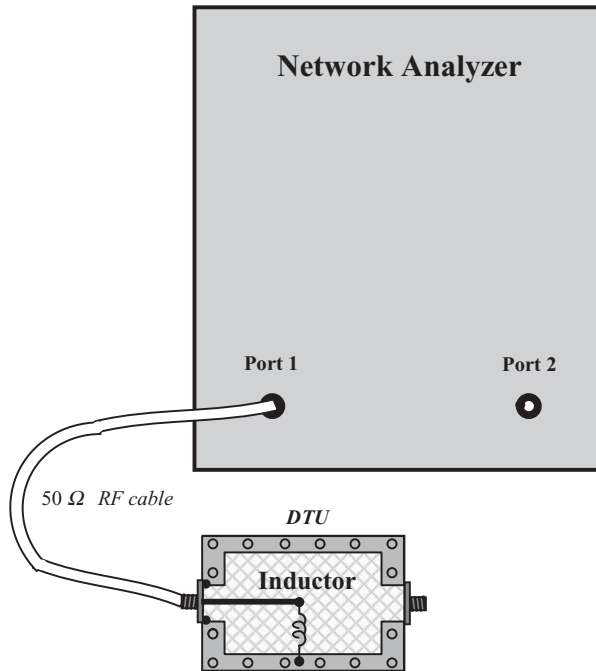 Network Analyzer
Port 1
Port 2
50 Ω RF cable
DTU
Inductor